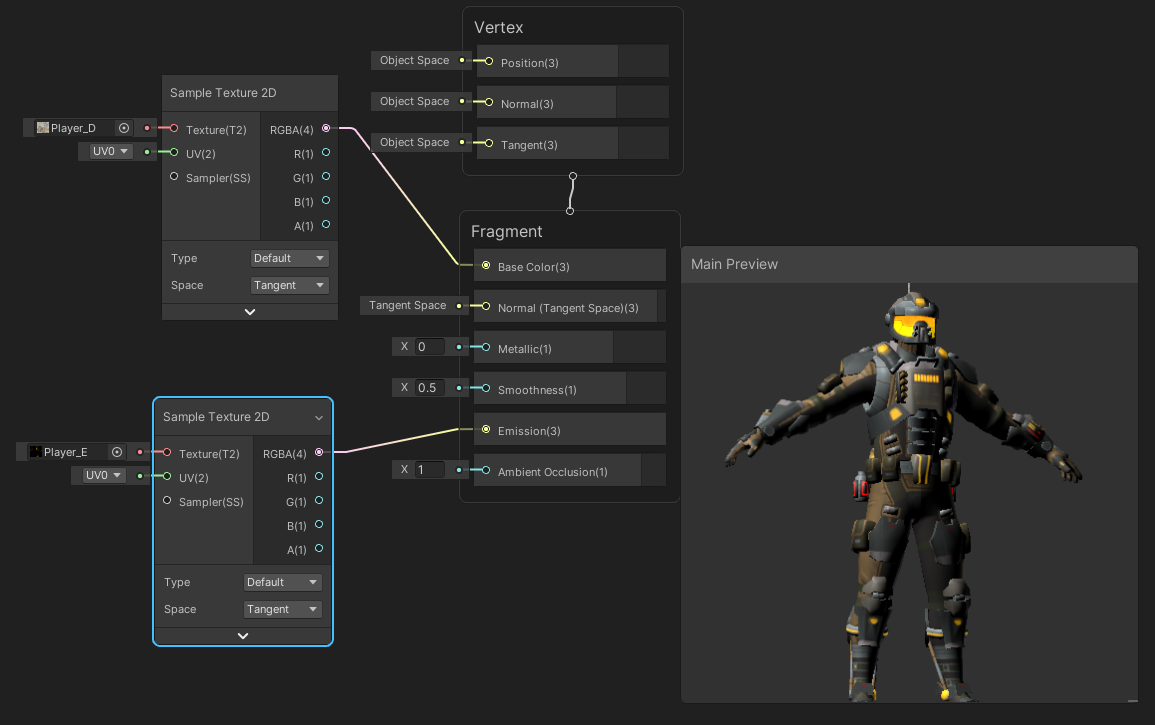 Vertex
Object Space
Position(3)
Object Space
Normal(3)
Object Space
Tangent(3)
Sample Texture 2D
Player_D
Texture(T2)
RGBA(4)
UV0
UV(2)
R(1)
Sampler(SS)
G(1)
B(1)
A(1)
Type
Default
Space
Tangent
Fragment
Base Color(3)
Tangent Space
Normal (Tangent Space)(3)
X 0
Metallic(1)
X 0.5
Smoothness(1)
Emission(3)
X 1
Ambient Occlusion(1)
Main Preview
Sample Texture 2D
Player_E
Texture(T2)
RGBA(4)
UV0
UV(2)
R(1)
Sampler(SS)
G(1)
B(1)
A(1)
Type
Default
Space
Tangent